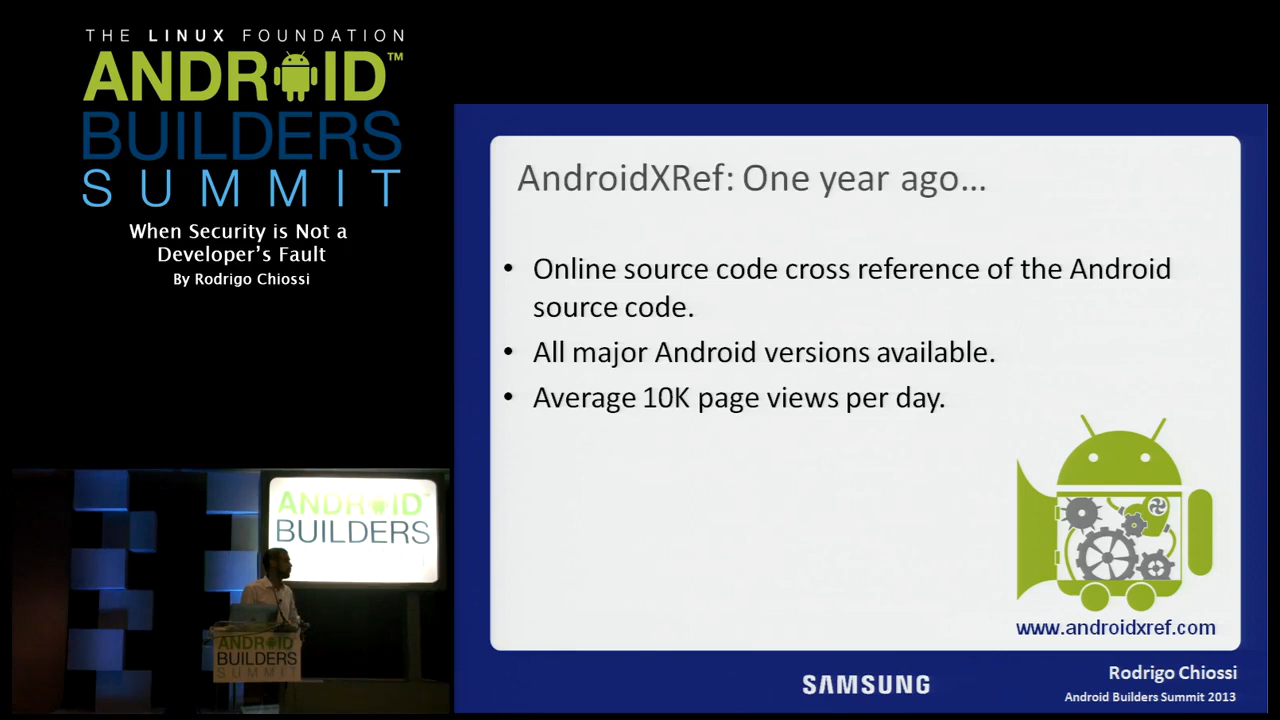 THE LINUX FOUNDATION
ANDROID™
BUILDERS
SUMMIT
When Security is Not a
Developer's Fault
By Rodrigo Chiossi
AndroidXRef: One year ago…
• Online source code cross reference of the Android
source code.
• All major Android versions available.
• Average 10K page views per day.
www.androidxref.com
SAMSUNG
Rodrigo Chiossi
Android Builders Summit 2013
ANDROID
BUILDERS
ANDROID
BUILDERS
SUMMIT